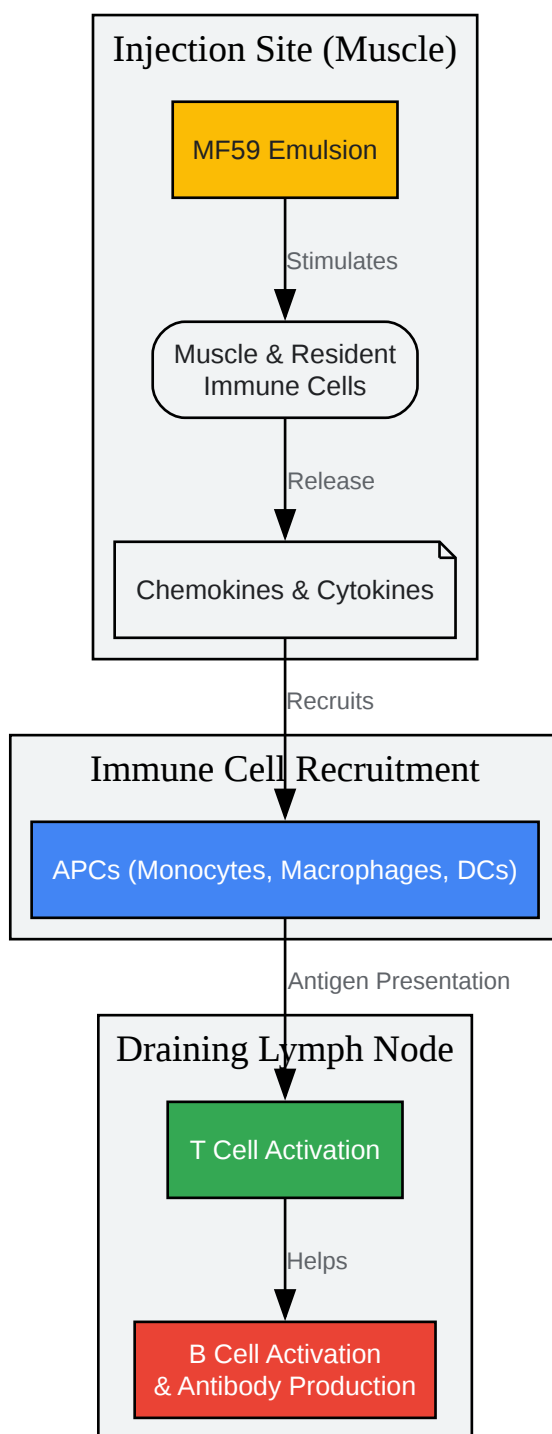 Injection Site (Muscle)
MF59 Emulsion
Stimulates
Muscle & Resident
Immune Cells
Release
Chemokines & Cytokines
Recruits
Immune Cell Recruitment
APCs (Monocytes, Macrophages, DCs)
Antigen Presentation
Draining Lymph Node
T Cell Activation
Helps
B Cell Activation
& Antibody Production